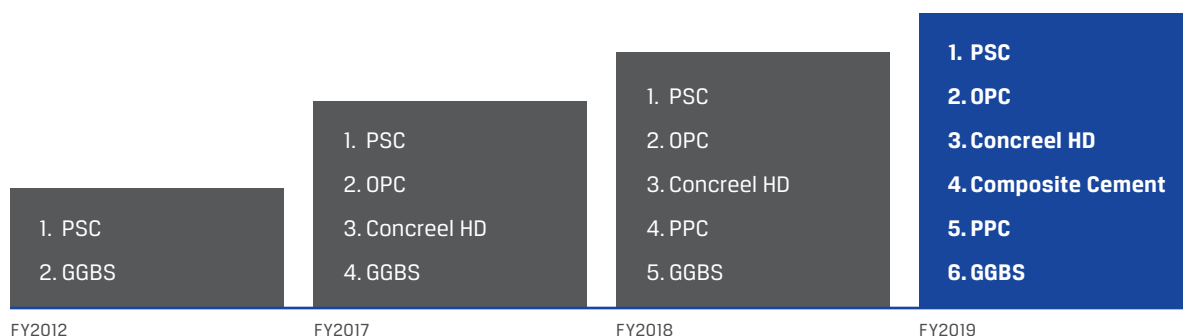 1. PSC
2. GGBS
FY2012
1. PSC
2. OPC
3. Concreel HD
4. GGBS
FY2017
1. PSC
2. OPC
3. Concreel HD
4. PPC
5. GGBS
FY2018
1. PSC
2. OPC
3. Concreel HD
4. Composite Cement
5. PPC
6. GGBS
FY2019